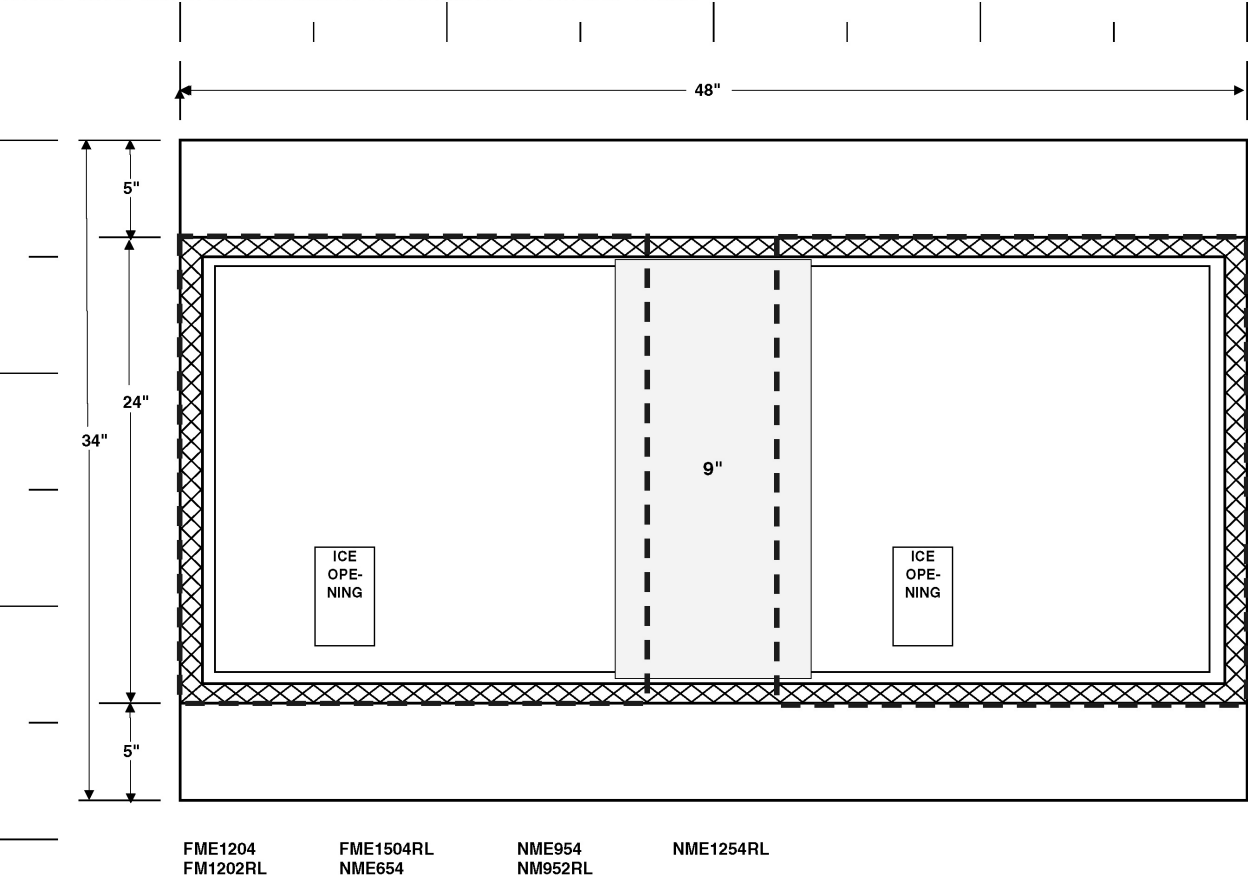 48"
5"
24"
34"
9"
ICE
OPE-
NING
ICE
OPE-
NING
5"
FME1204 FME1504RL NME954 NME1254RL
FM1202RL NME654 NM952RL